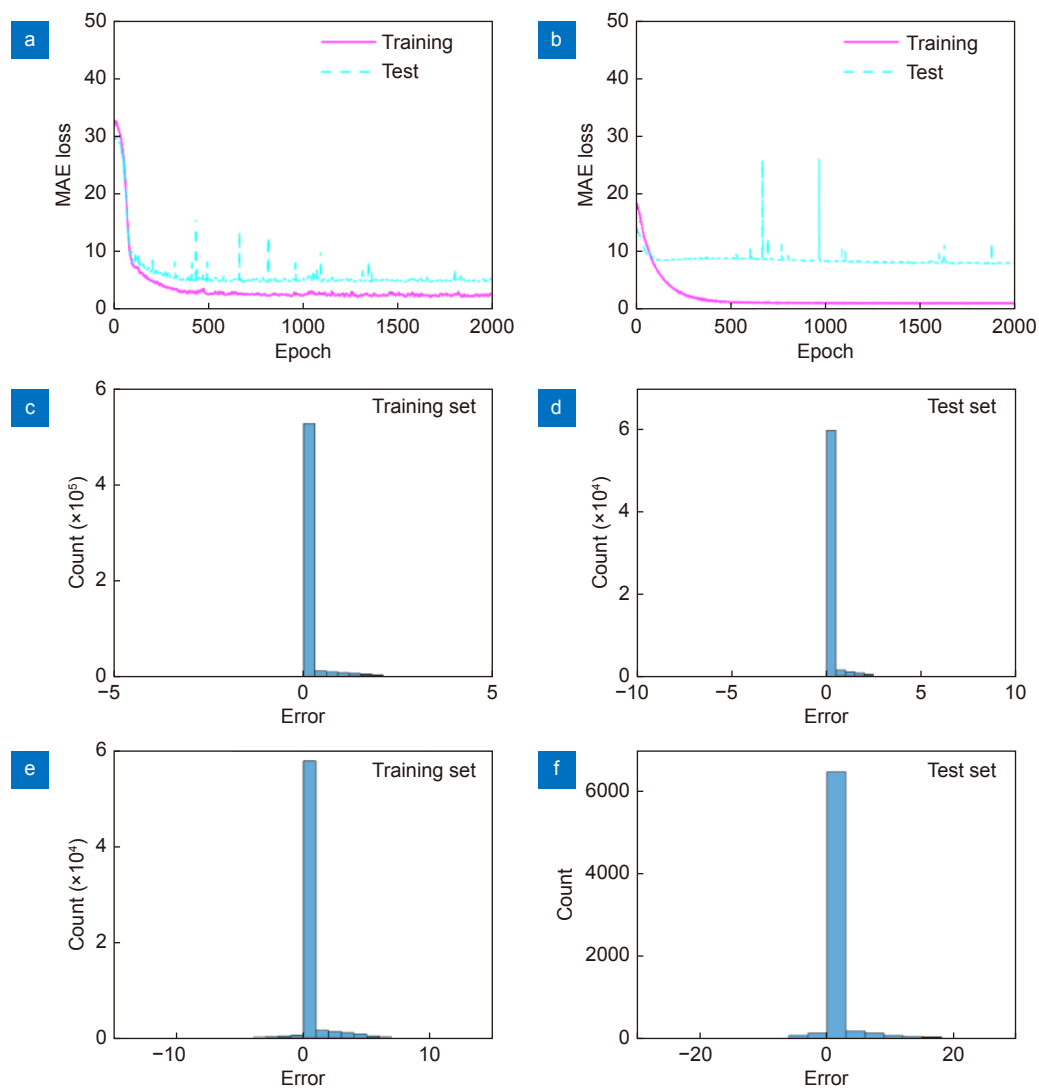 a
50
40
30
20
10
0
MAE loss
Training
Test
0
500
1000
1500
2000
Epoch
b
50
40
30
20
10
0
MAE loss
Training
Test
0
500
1000
1500
2000
Epoch
c
6
4
2
0
Count (×10⁵)
Training set
−5
0
5
Error
d
6
4
2
0
Count (×10⁴)
Test set
−10
−5
0
5
10
Error
e
6
4
2
0
Count (×10⁴)
Training set
−10
0
10
Error
f
6000
4000
2000
0
Count
Test set
−20
0
20
Error